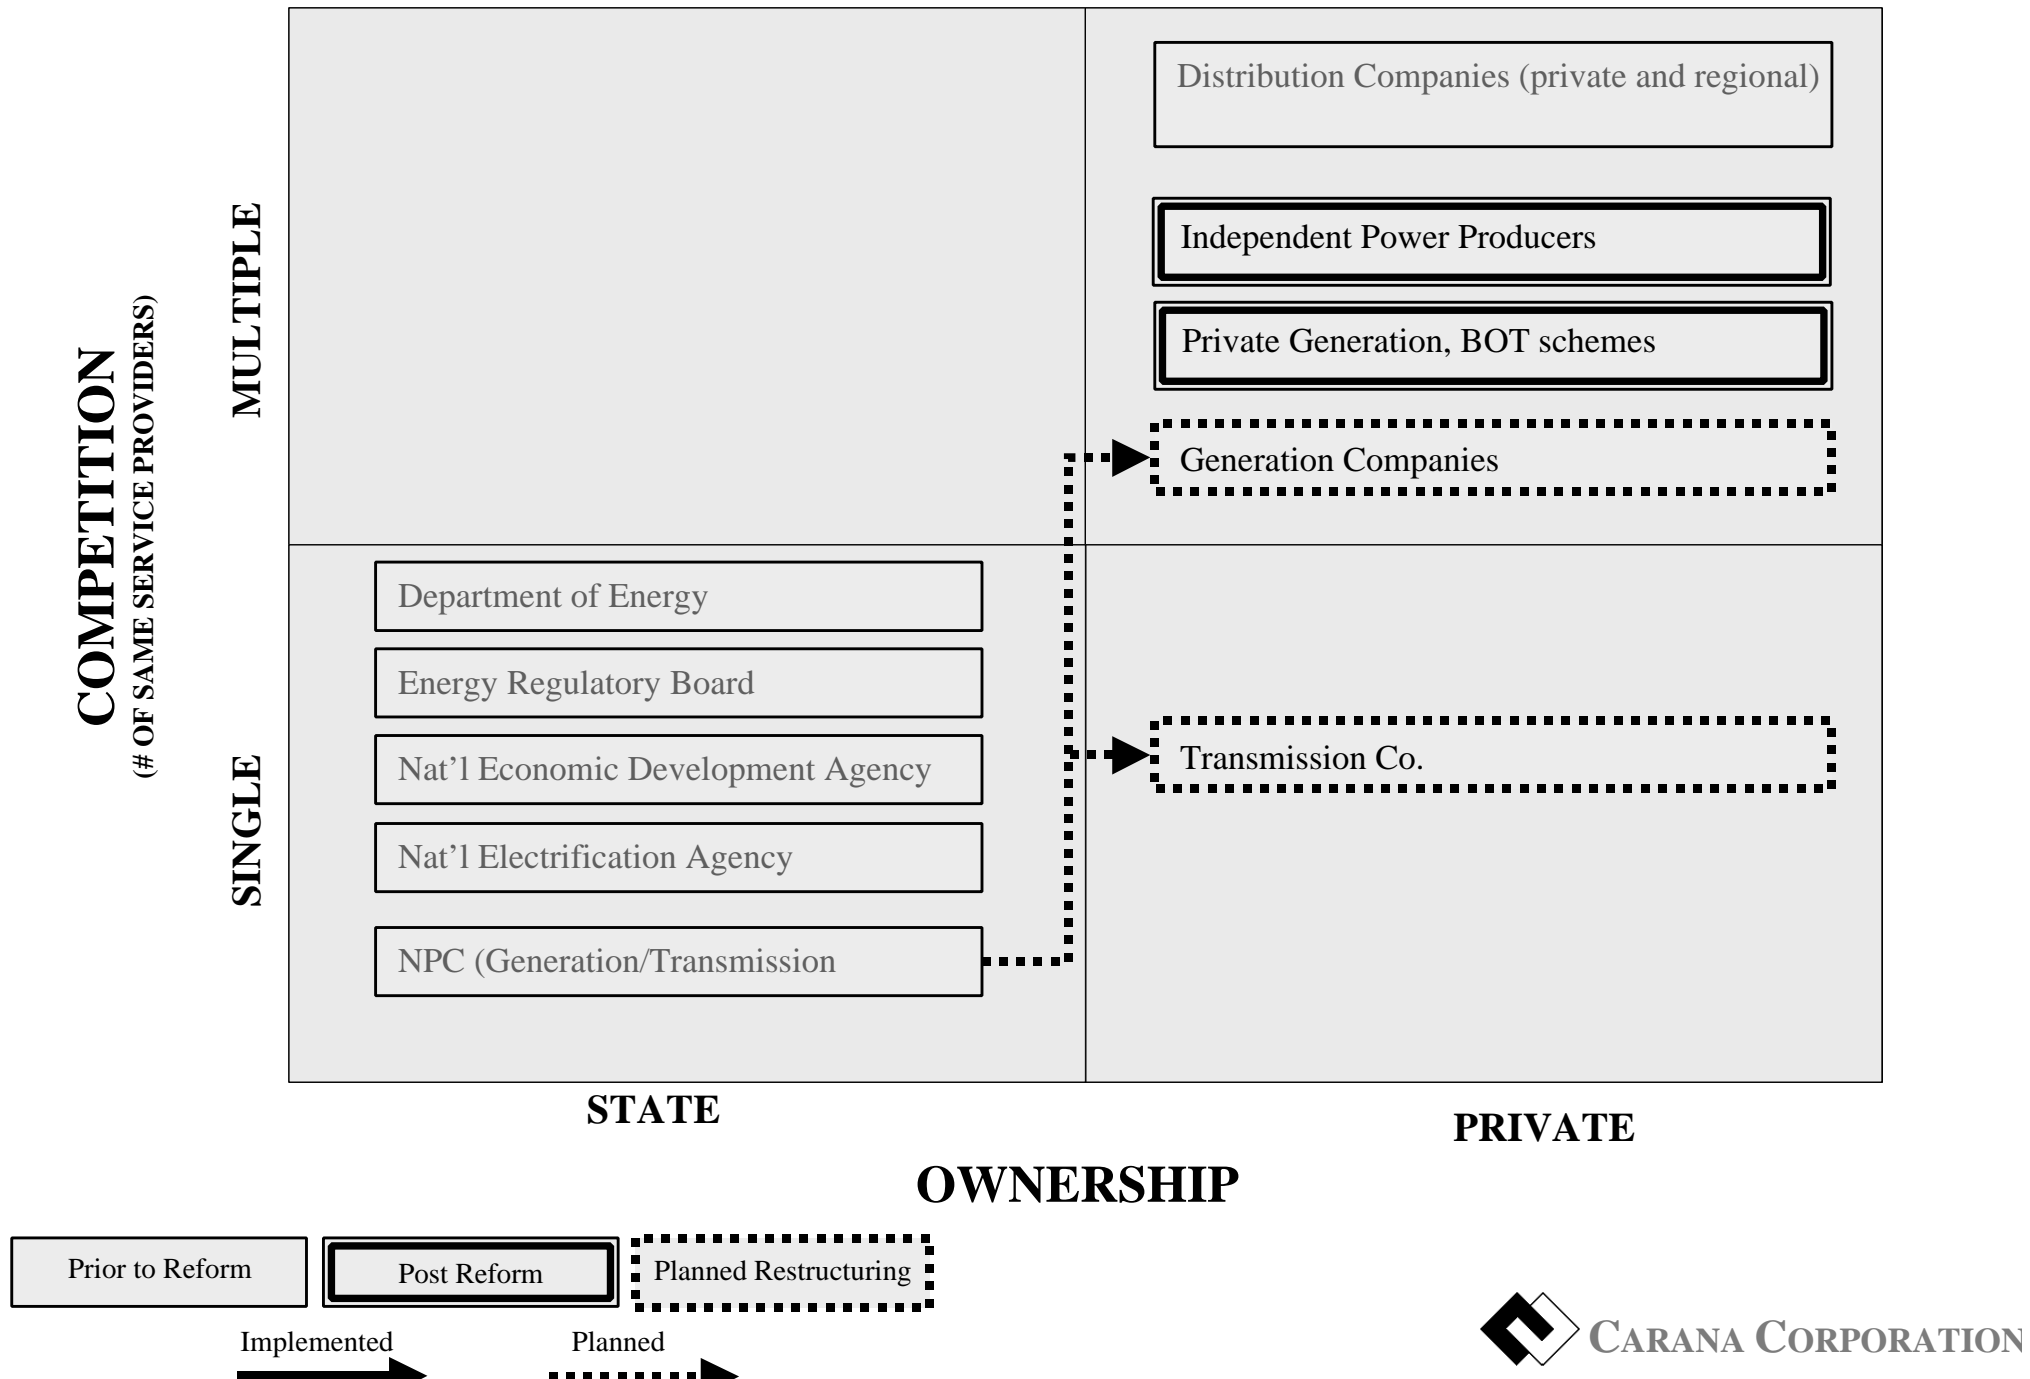 Distribution Companies (private and regional)
Independent Power Producers
Private Generation, BOT schemes
Generation Companies
COMPETITION
(# OF SAME SERVICE PROVIDERS)
MULTIPLE
SINGLE
Department of Energy
Energy Regulatory Board
Nat’l Economic Development Agency
Nat’l Electrification Agency
NPC (Generation/Transmission
Transmission Co.
STATE
PRIVATE
OWNERSHIP
Prior to Reform
Post Reform
Planned Restructuring
Implemented
Planned
CARANA CORPORATION